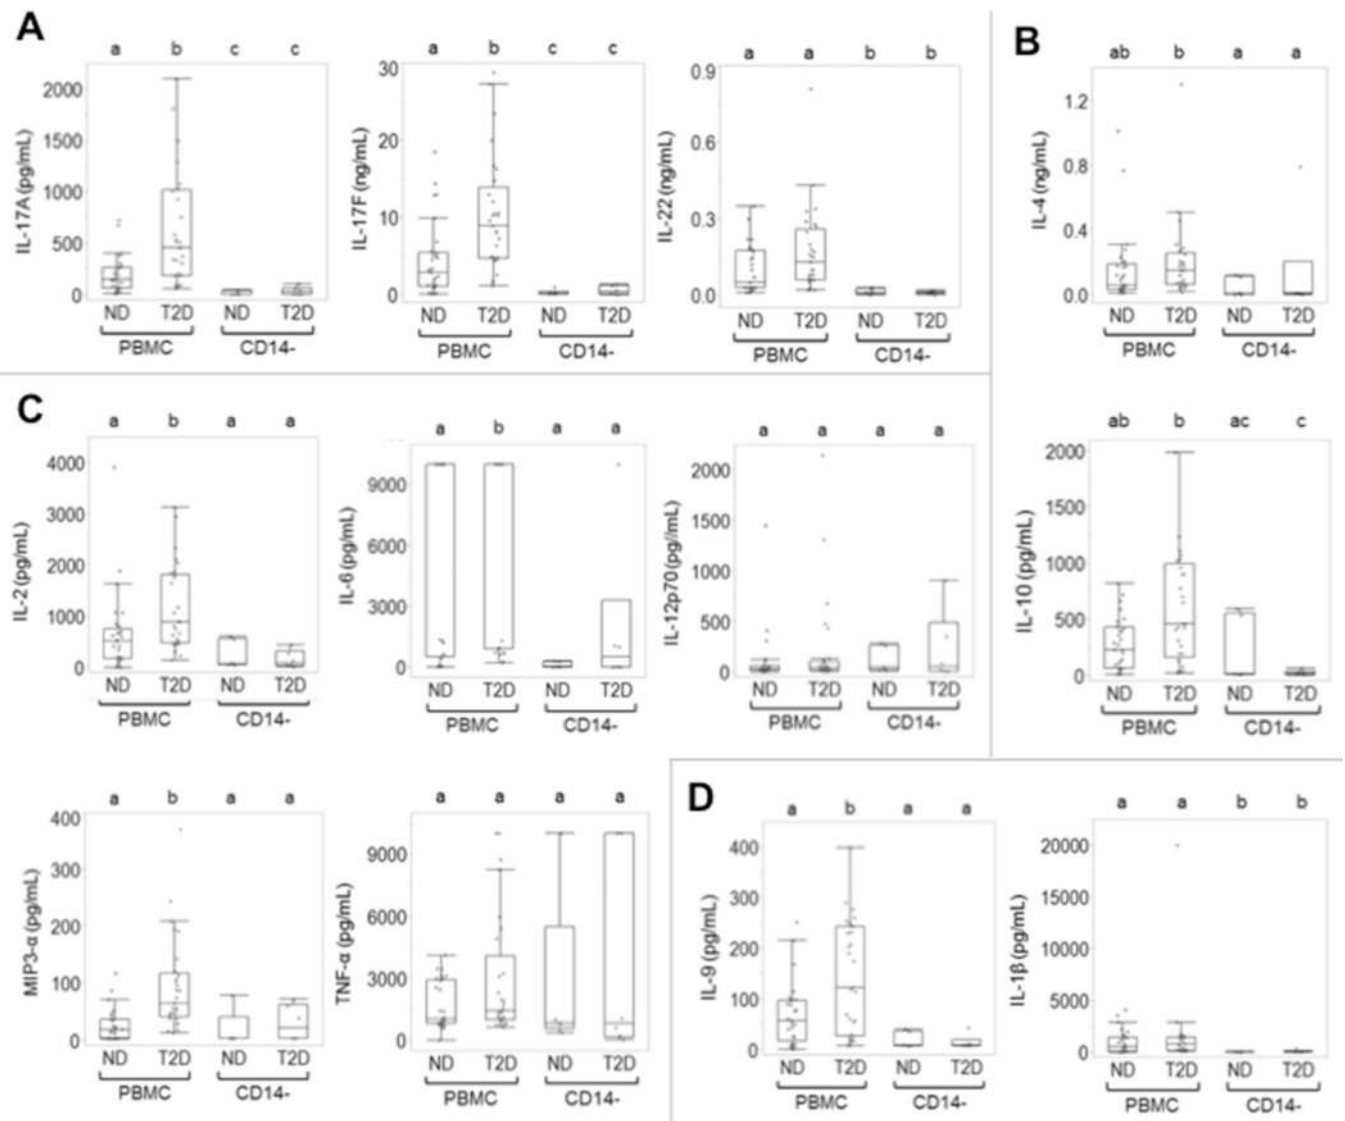 A
a b c c
IL-17A (pg/mL)
2000
1500
1000
500
0
ND T2D ND T2D
PBMC CD14-
a b c c
IL-17F (ng/mL)
30
20
10
0
ND T2D ND T2D
PBMC CD14-
a a b b
IL-22 (ng/mL)
0.9
0.6
0.3
0.0
ND T2D ND T2D
PBMC CD14-
B
ab b a a
IL-4 (ng/mL)
1.2
0.8
0.4
0.0
ND T2D ND T2D
PBMC CD14-
ab b ac c
IL-10 (pg/mL)
2000
1500
1000
500
0
ND T2D ND T2D
PBMC CD14-
C
a b a a
IL-2 (pg/mL)
4000
3000
2000
1000
0
ND T2D ND T2D
PBMC CD14-
a b a a
IL-6 (pg/mL)
9000
6000
3000
0
ND T2D ND T2D
PBMC CD14-
a a a a
IL-12p70 (pg//mL)
2000
1500
1000
500
0
ND T2D ND T2D
PBMC CD14-
a b a a
MIP3-α (pg/mL)
400
300
200
100
0
ND T2D ND T2D
PBMC CD14-
a a a a
TNF-α (pg/mL)
9000
6000
3000
0
ND T2D ND T2D
PBMC CD14-
D
a b a a
IL-9 (pg/mL)
400
300
200
100
0
ND T2D ND T2D
PBMC CD14-
a a b b
IL-1β (pg/mL)
20000
15000
10000
5000
0
ND T2D ND T2D
PBMC CD14-